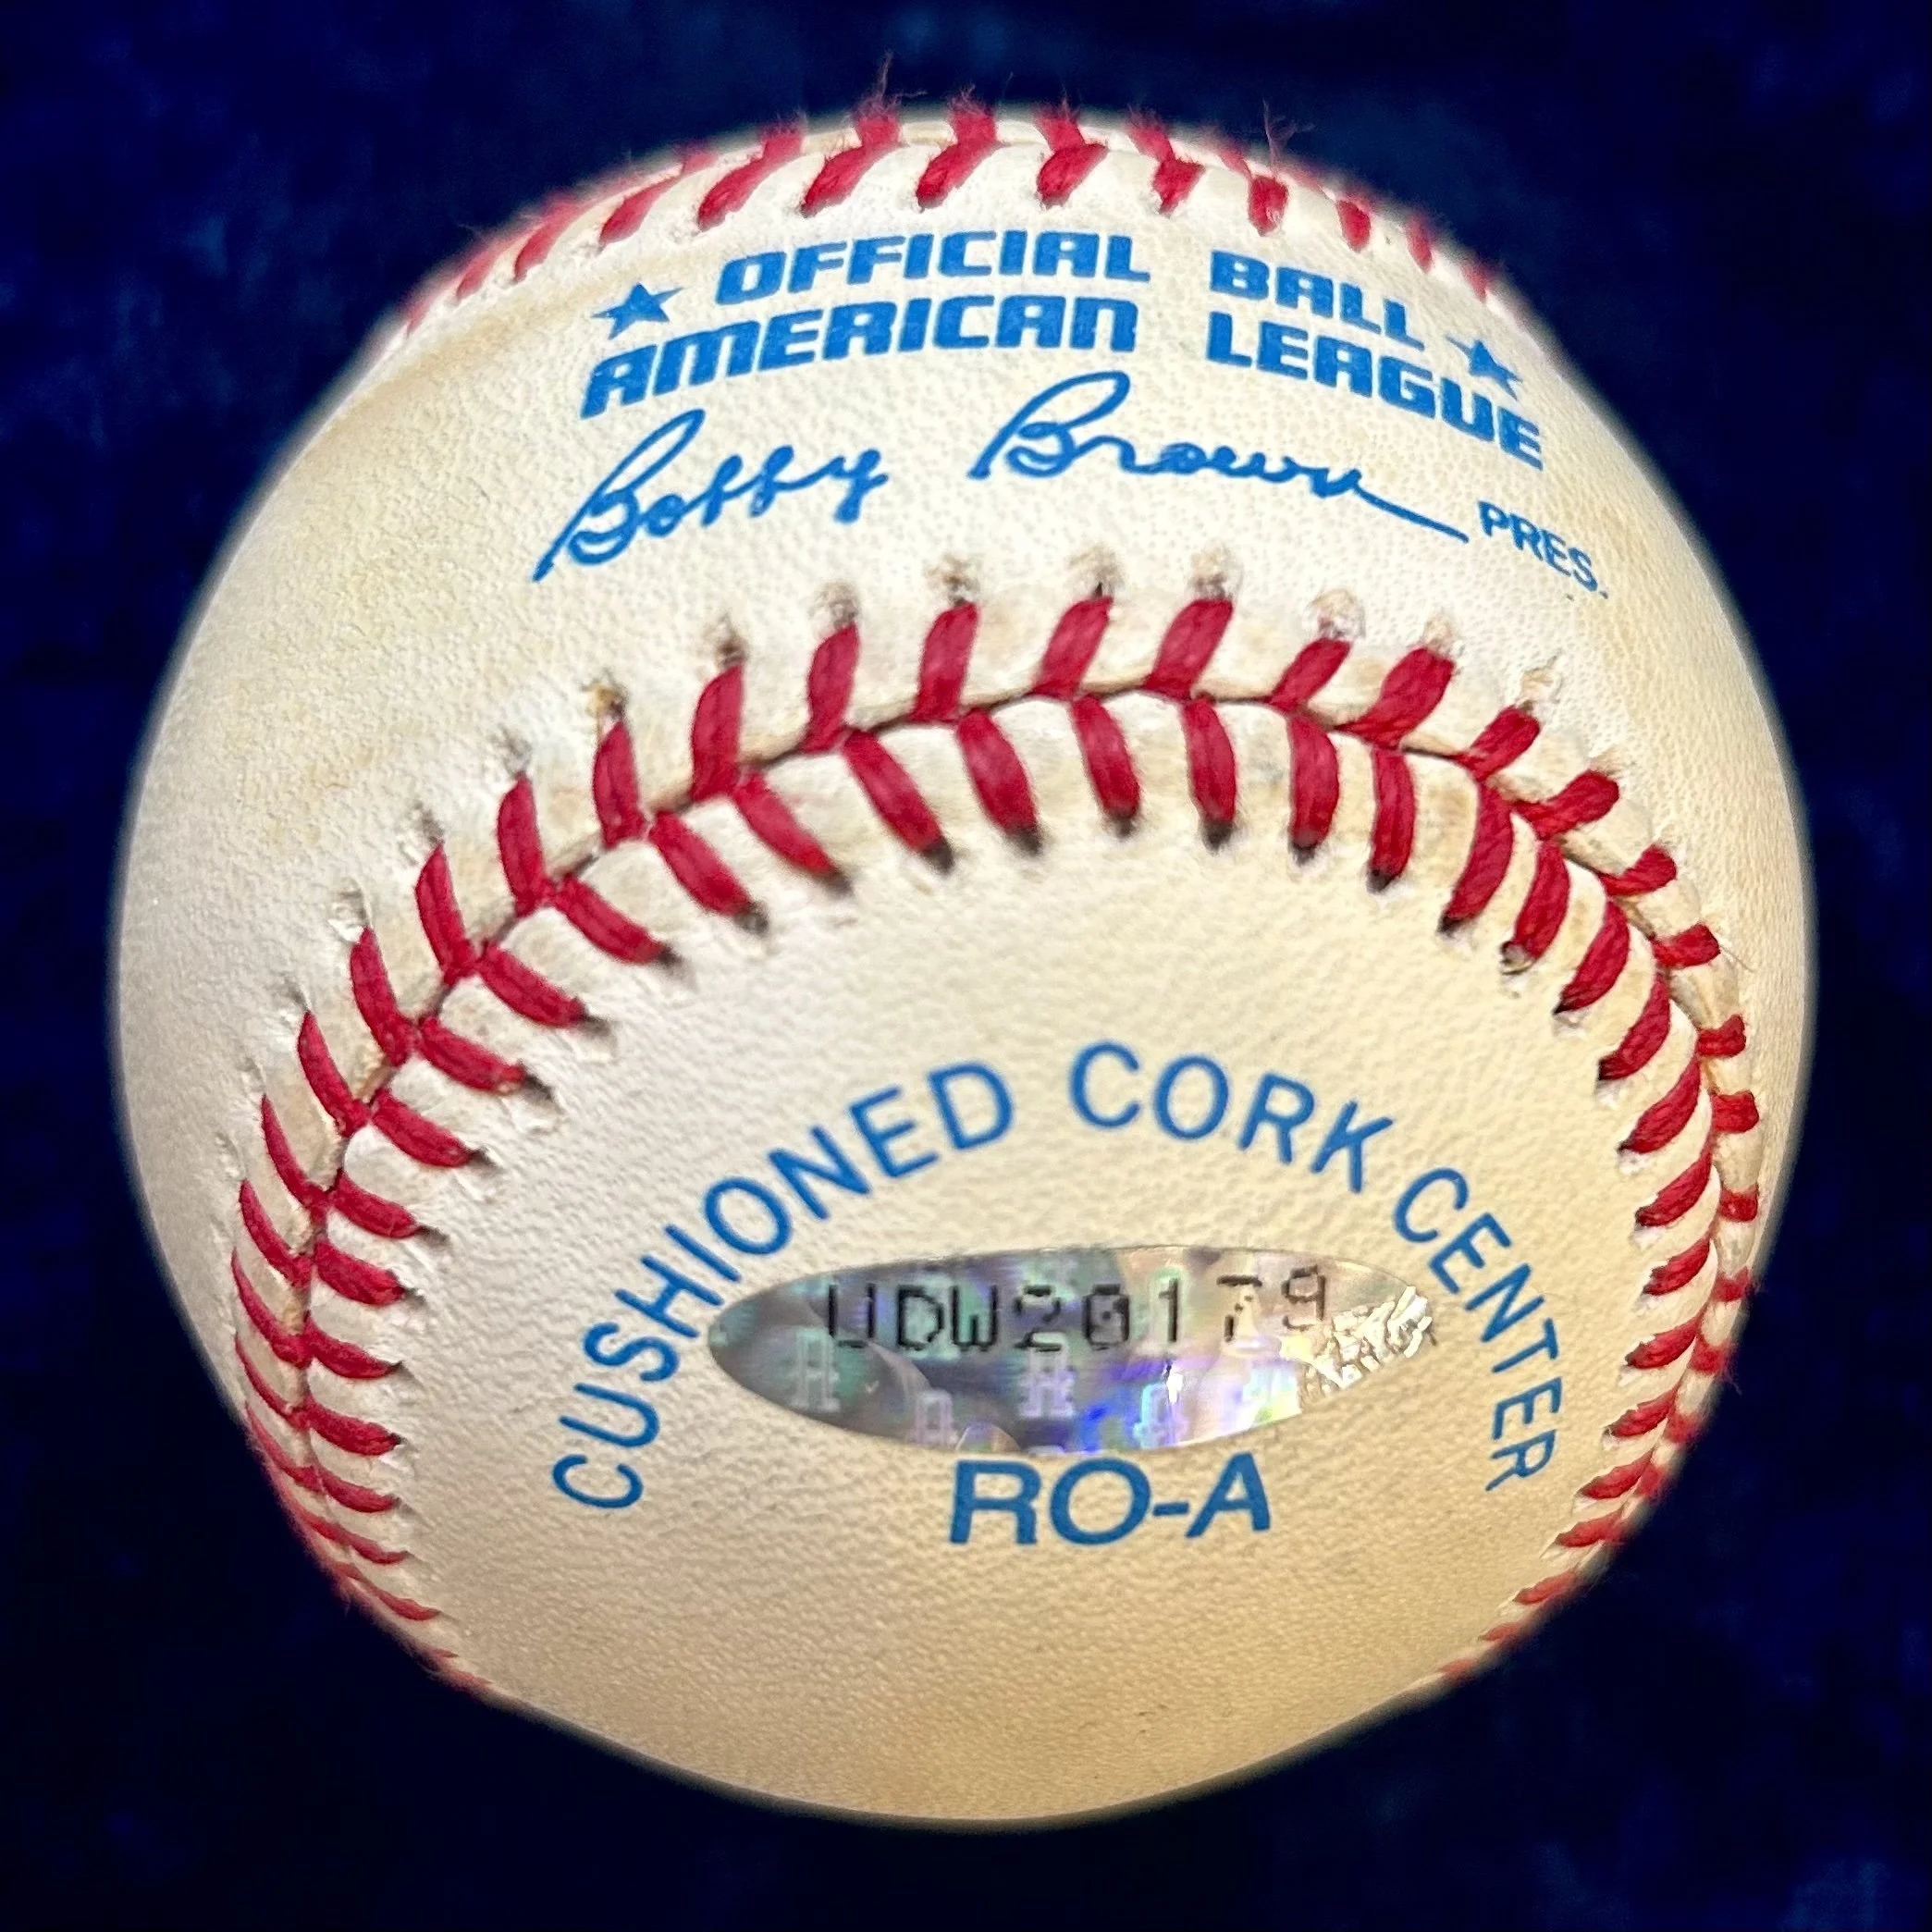 ★ OFFICIAL BALL ★
AMERICAN LEAGUE
Bobby Brown PRES.
CUSHIONED CORK CENTER
UDW20179
RO-A